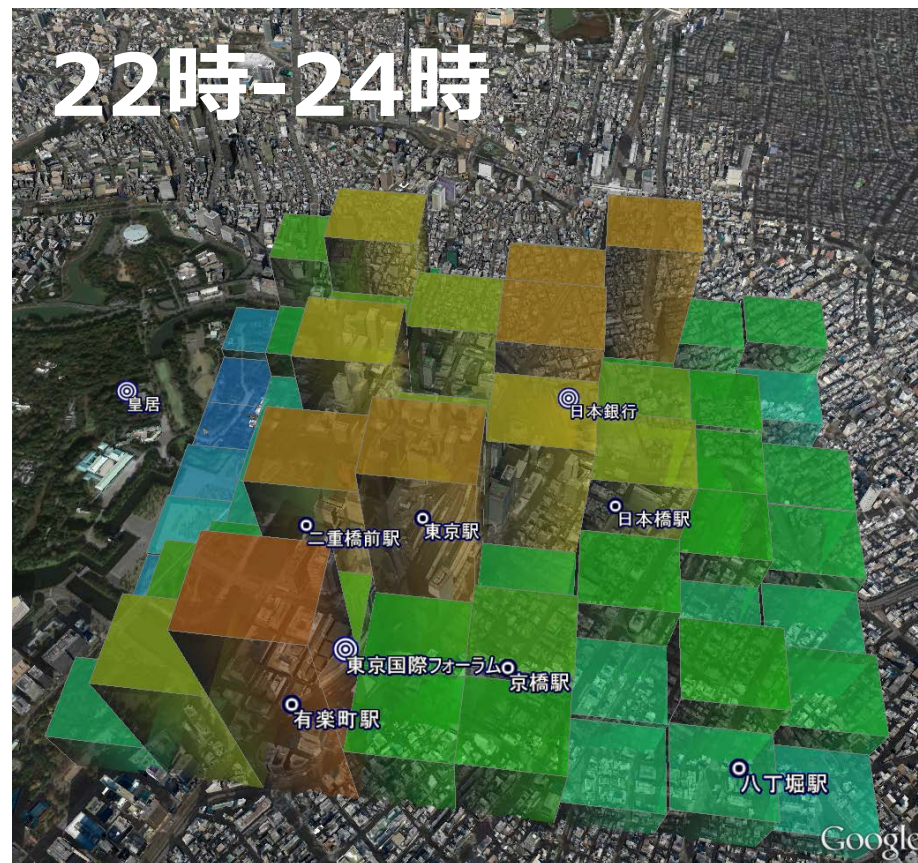 22時-24時
皇居
日本銀行
日本橋駅
二重橋前駅
東京駅
東京国際フォーラム
京橋駅
有楽町駅
八丁堀駅
Google